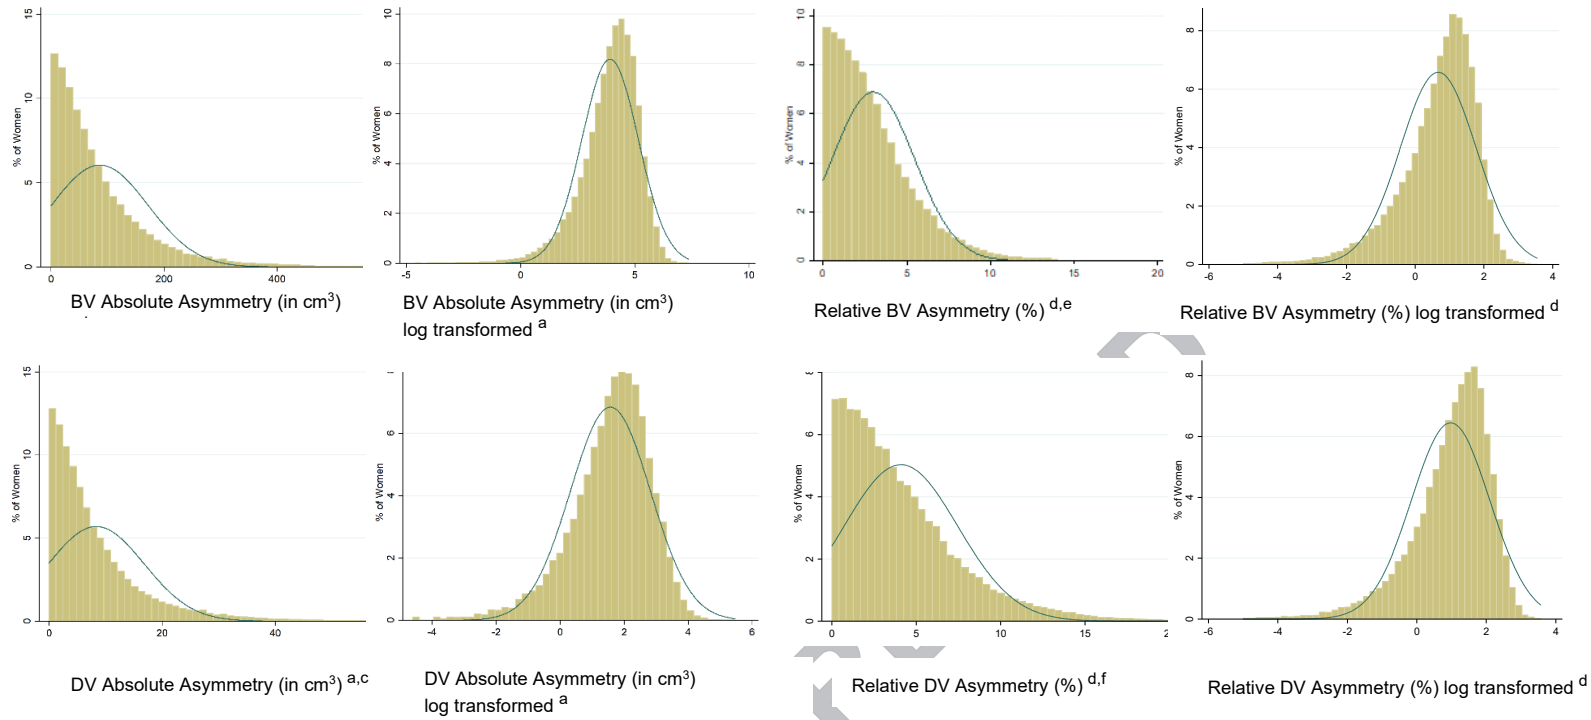 15
10
5
0
% of Women
0 200 400
BV Absolute Asymmetry (in cm³)
10
8
6
4
2
0
% of Women
-5 0 5 10
BV Absolute Asymmetry (in cm³)
log transformed a
10
8
6
4
2
0
% of Women
0 5 10 15 20
Relative BV Asymmetry (%) d,e
8
6
4
2
0
% of Women
-6 -4 -2 0 2 4
Relative BV Asymmetry (%) log transformed d
15
10
5
0
% of Women
0 20 40
DV Absolute Asymmetry (in cm³) a,c
6
4
2
0
% of Women
-4 -2 0 2 4 6
DV Absolute Asymmetry (in cm³)
log transformed a
8
6
4
2
0
% of Women
0 5 10 15
Relative DV Asymmetry (%) d,f
8
6
4
2
0
% of Women
-6 -4 -2 0 2 4
Relative DV Asymmetry (%) log transformed d